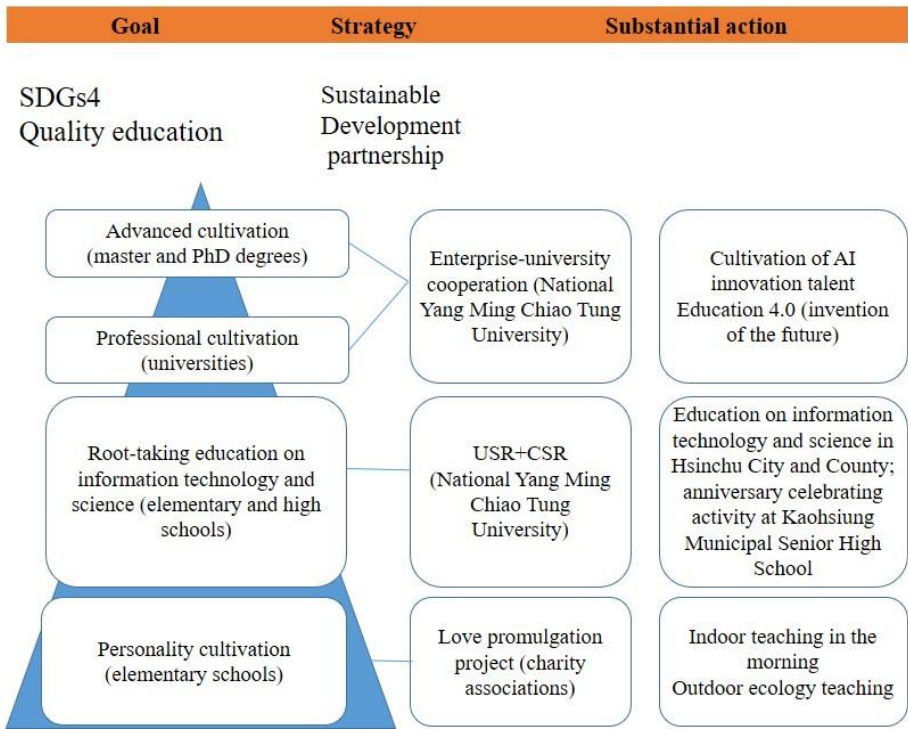 Goal Strategy Substantial action
SDGs4
Quality education
Sustainable
Development
partnership
Advanced cultivation
(master and PhD degrees)
Professional cultivation
(universities)
Enterprise-university
cooperation (National
Yang Ming Chiao Tung
University)
Cultivation of AI
innovation talent
Education 4.0 (invention
of the future)
Root-taking education on
information technology and
science (elementary and high
schools)
USR+CSR
(National Yang Ming
Chiao Tung
University)
Education on information
technology and science in
Hsinchu City and County;
anniversary celebrating
activity at Kaohsiung
Municipal Senior High
School
Personality cultivation
(elementary schools)
Love promulgation
project (charity
associations)
Indoor teaching in the
morning
Outdoor ecology teaching